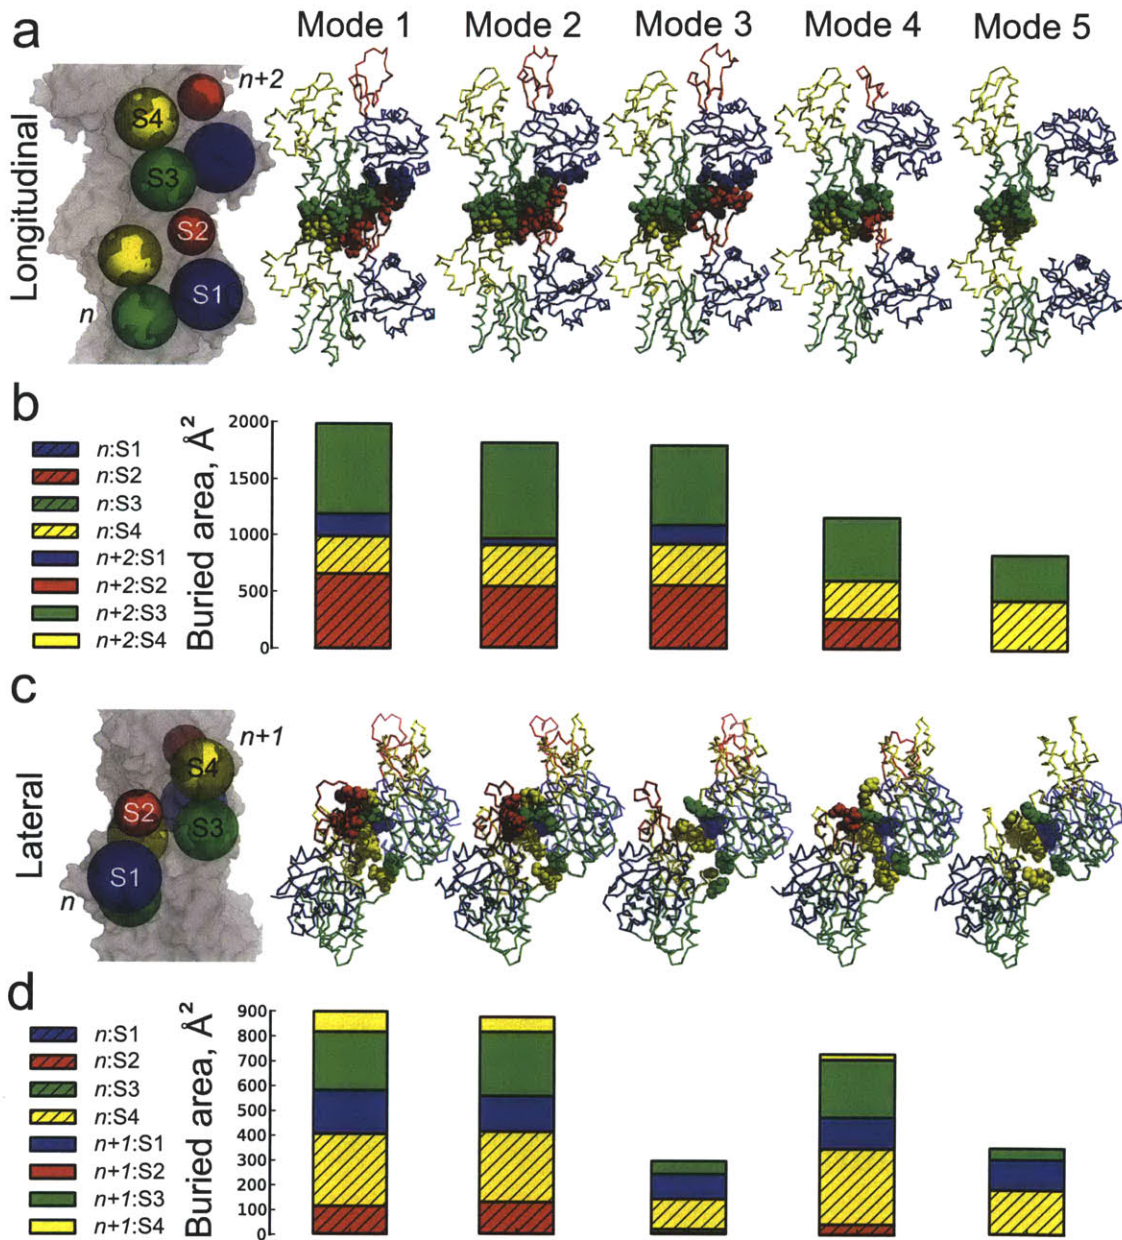 a
Mode 1 Mode 2 Mode 3 Mode 4 Mode 5
Longitudinal
n+2
S4
S3
S2
S1
n
b
Buried area, Å²
2000
1500
1000
500
0
n:S1
n:S2
n:S3
n:S4
n+2:S1
n+2:S2
n+2:S3
n+2:S4
c
Lateral
n+1
S4
S2
S3
S1
n
d
Buried area, Å²
900
800
700
600
500
400
300
200
100
0
n:S1
n:S2
n:S3
n:S4
n+1:S1
n+1:S2
n+1:S3
n+1:S4